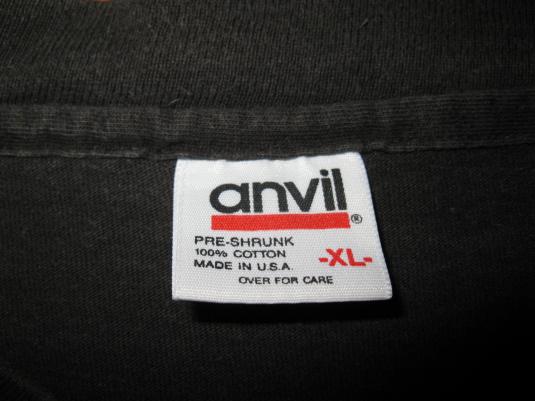 anvil®
PRE-SHRUNK
100% COTTON
MADE IN U.S.A.
-XL-
OVER FOR CARE